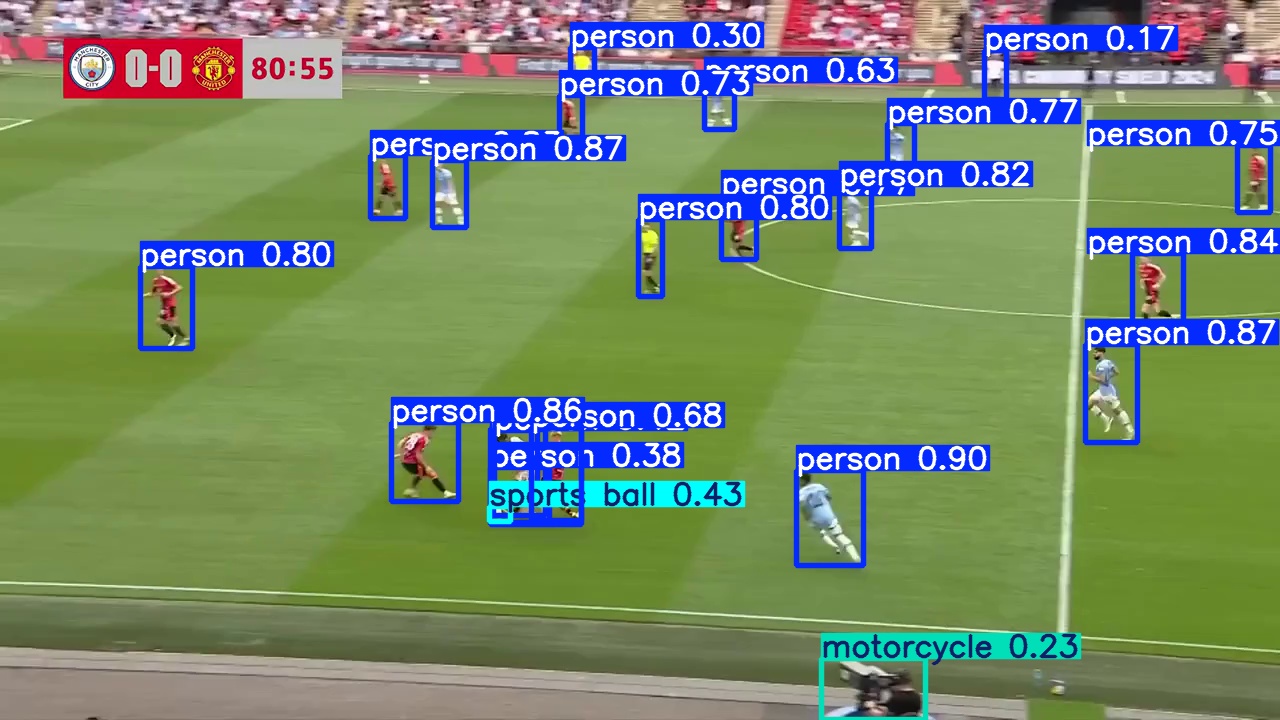 person 0.30
person 0.17
person 0.63
MANCHESTER CITY
0-0
MANCHESTER UNITED
80:55
person 0.73
COMMUNITY SHIELD 2024
person 0.77
person 0.75
person 0.87
person 0.82
person
person 0.80
person 0.84
person 0.80
person 0.87
person 0.86
person 0.68
person 0.38
person 0.90
sports ball 0.43
motorcycle 0.23